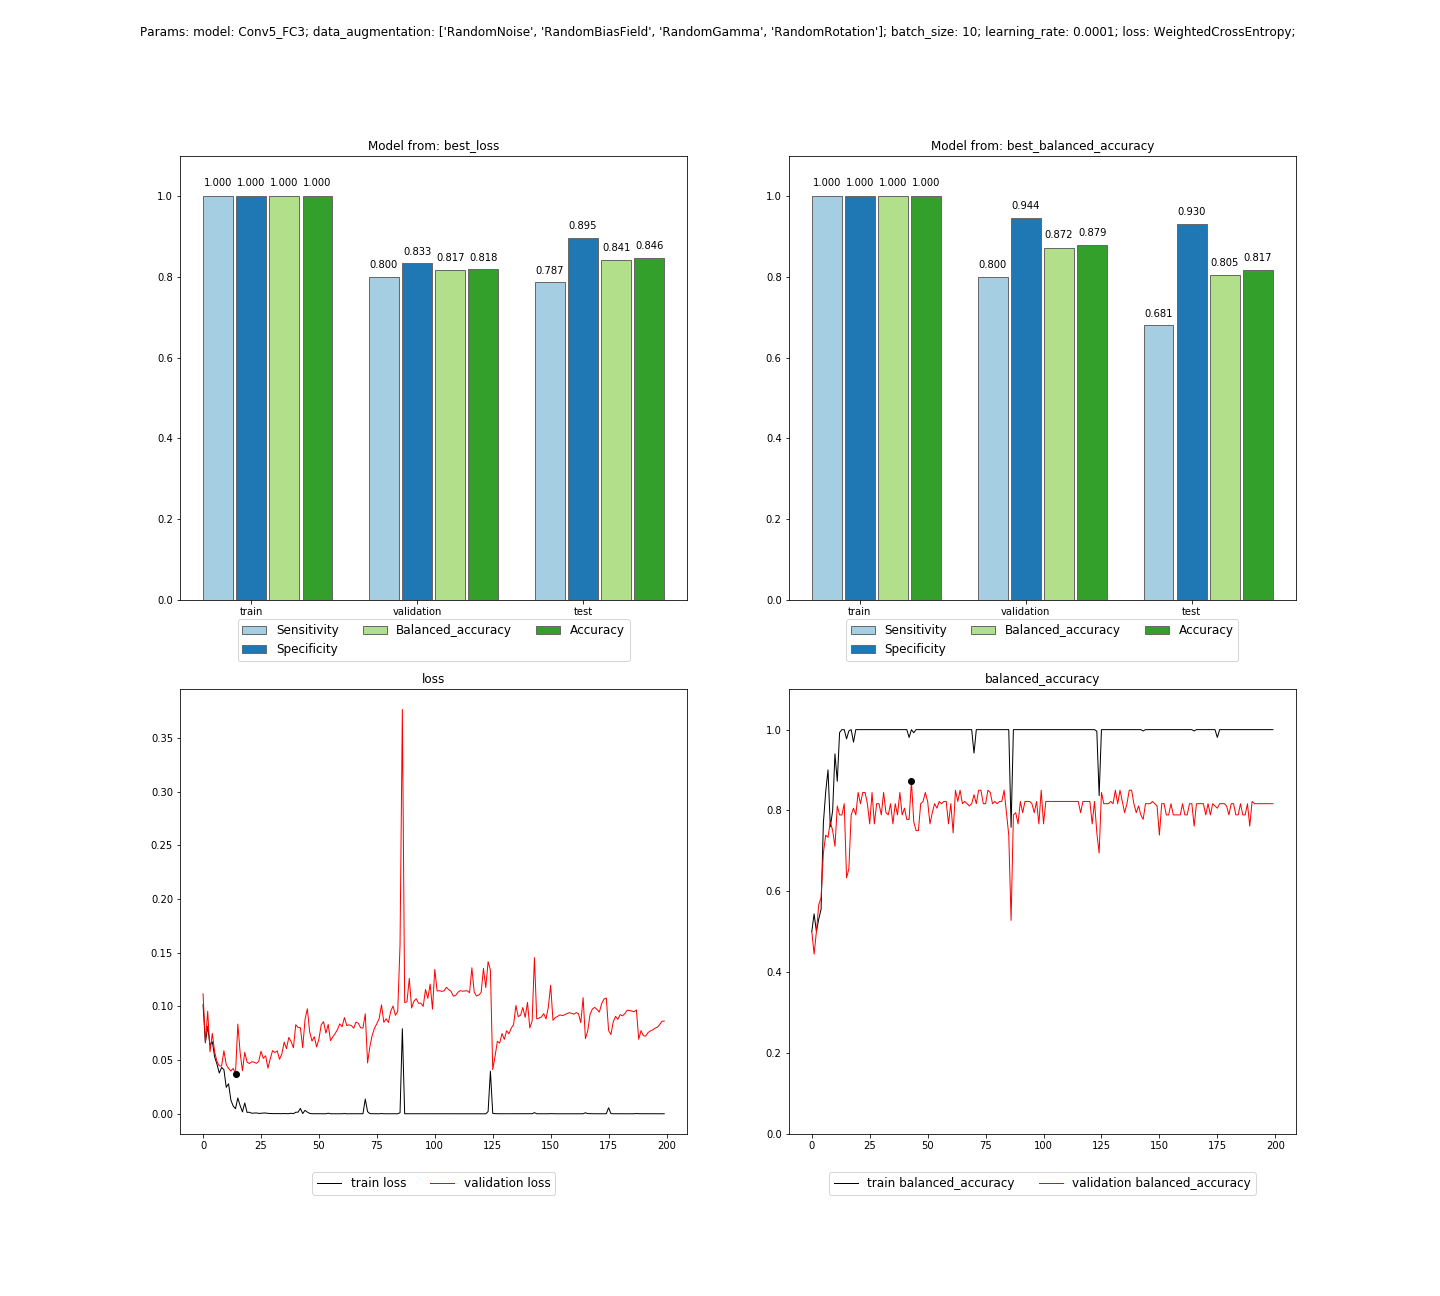 Params: model: Conv5_FC3; data_augmentation: ['RandomNoise', 'RandomBiasField', 'RandomGamma', 'RandomRotation']; batch_size: 10; learning_rate: 0.0001; loss: WeightedCrossEntropy;
Model from: best_loss
1.0
0.8
0.6
0.4
0.2
0.0
1.000 1.000 1.000 1.000
0.800 0.833 0.817 0.818
0.787 0.895 0.841 0.846
train validation test
Sensitivity Balanced_accuracy Accuracy
Specificity
Model from: best_balanced_accuracy
1.0
0.8
0.6
0.4
0.2
0.0
1.000 1.000 1.000 1.000
0.800 0.944 0.872 0.879
0.681 0.930 0.805 0.817
train validation test
Sensitivity Balanced_accuracy Accuracy
Specificity
loss
0.35
0.30
0.25
0.20
0.15
0.10
0.05
0.00
0 25 50 75 100 125 150 175 200
train loss validation loss
balanced_accuracy
1.0
0.8
0.6
0.4
0.2
0.0
0 25 50 75 100 125 150 175 200
train balanced_accuracy validation balanced_accuracy